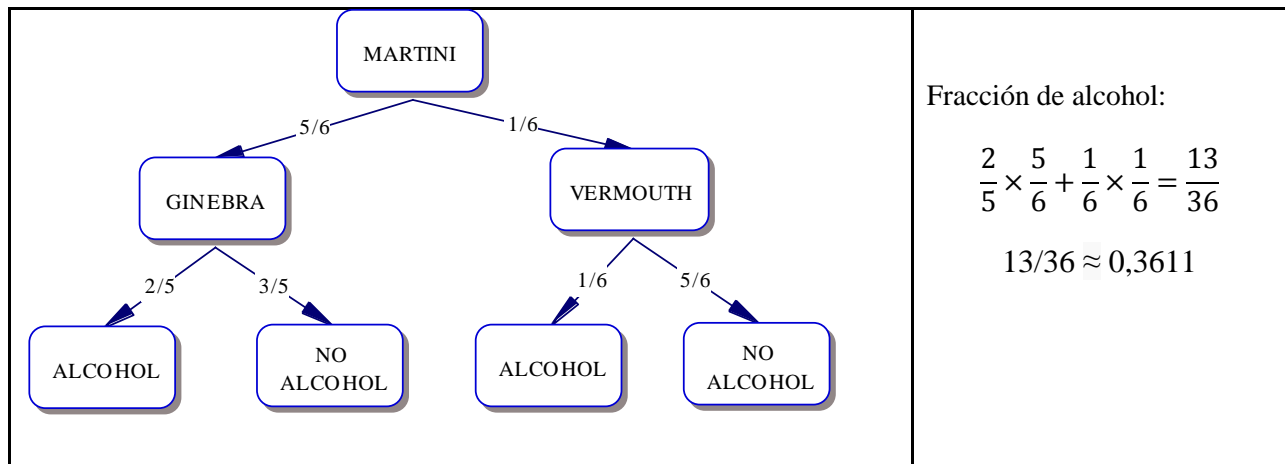 MARTINI
5/6
1/6
GINEBRA
VERMOUTH
2/5
3/5
1/6
5/6
ALCOHOL
NO
ALCOHOL
ALCOHOL
NO
ALCOHOL
Fracción de alcohol:
2/5 × 5/6 + 1/6 × 1/6 = 13/36
13/36 ≈ 0,3611